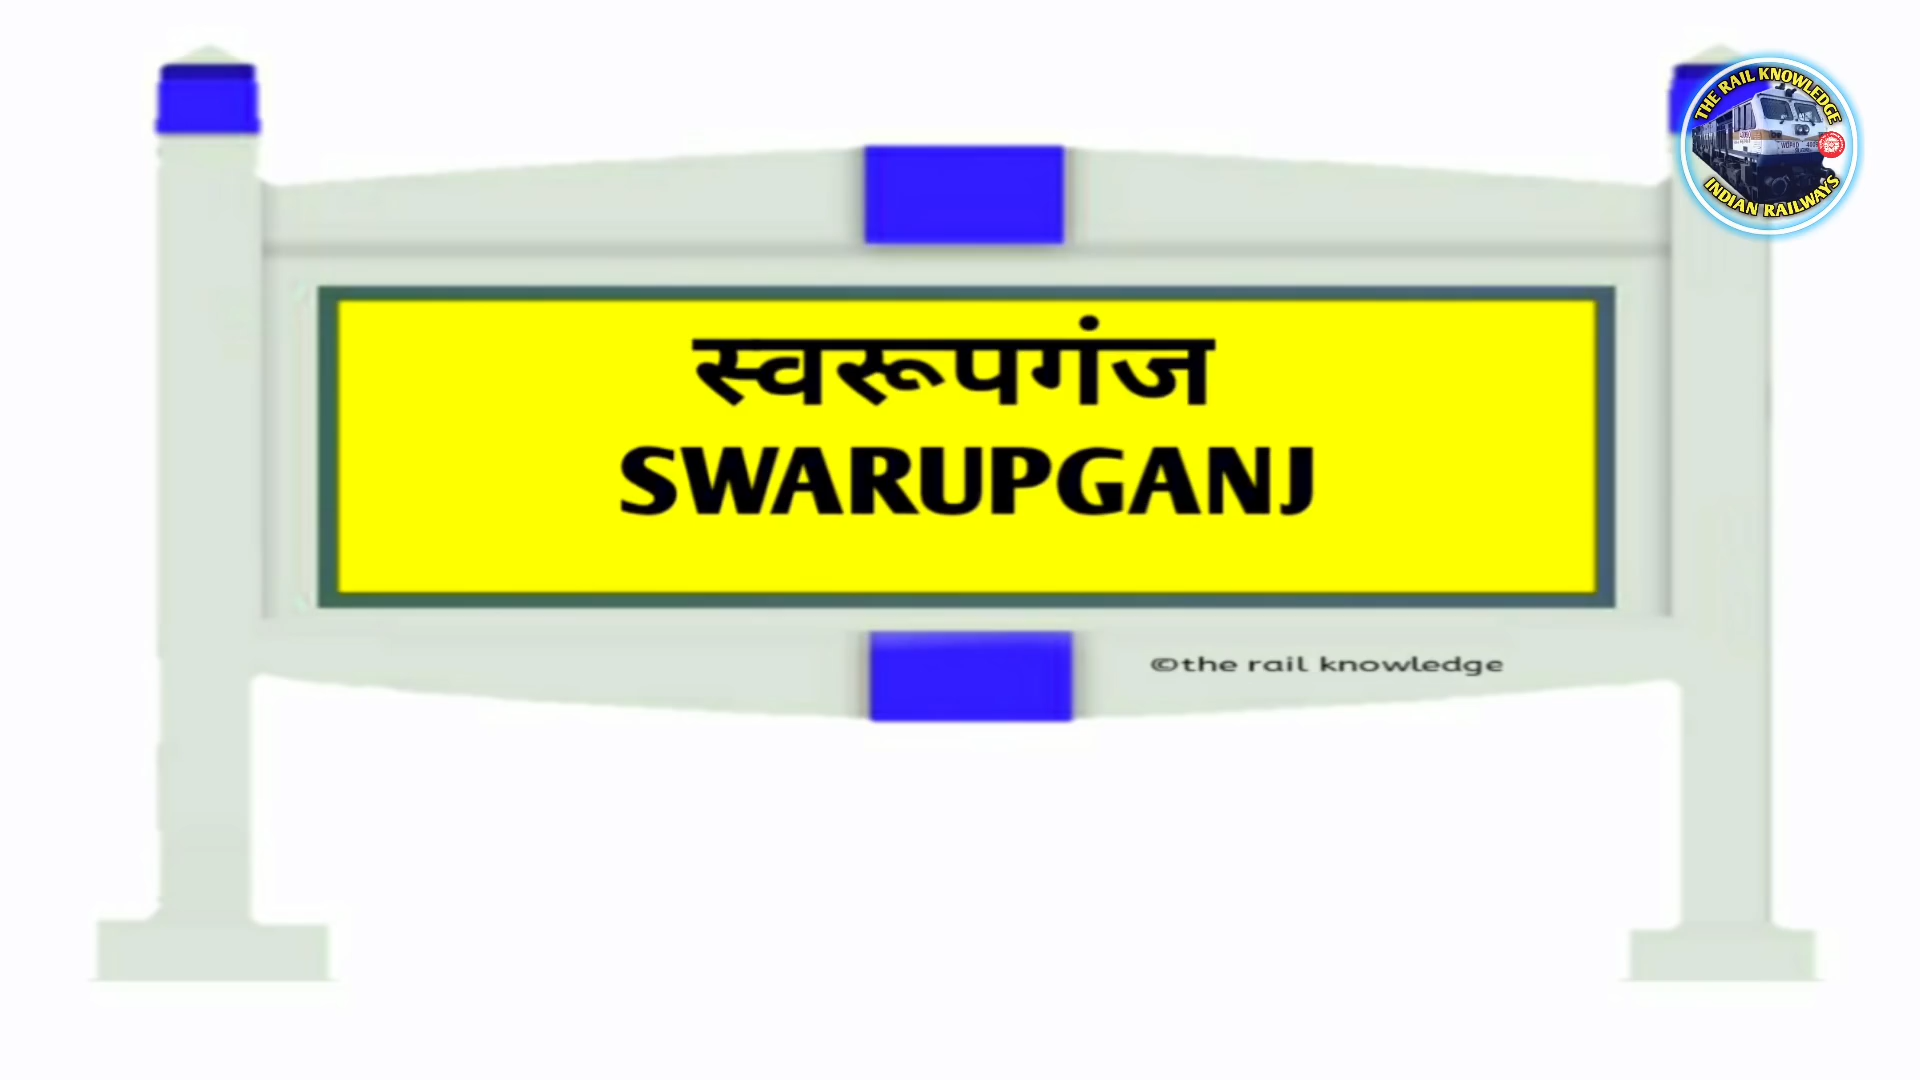 THE RAIL KNOWLEDGE
INDIAN RAILWAYS
स्वरूपगंज
SWARUPGANJ
©the rail knowledge